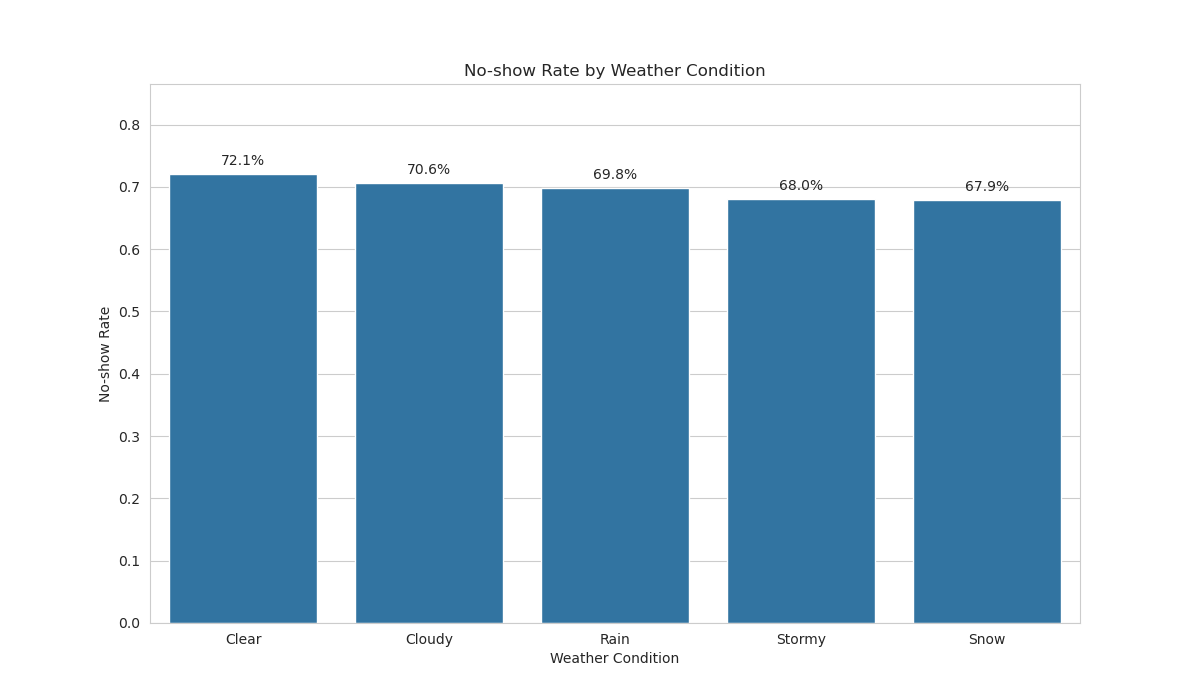 No-show Rate by Weather Condition
0.8
0.7
0.6
0.5
0.4
0.3
0.2
0.1
0.0
No-show Rate
72.1%
70.6%
69.8%
68.0%
67.9%
Clear
Cloudy
Rain
Stormy
Snow
Weather Condition